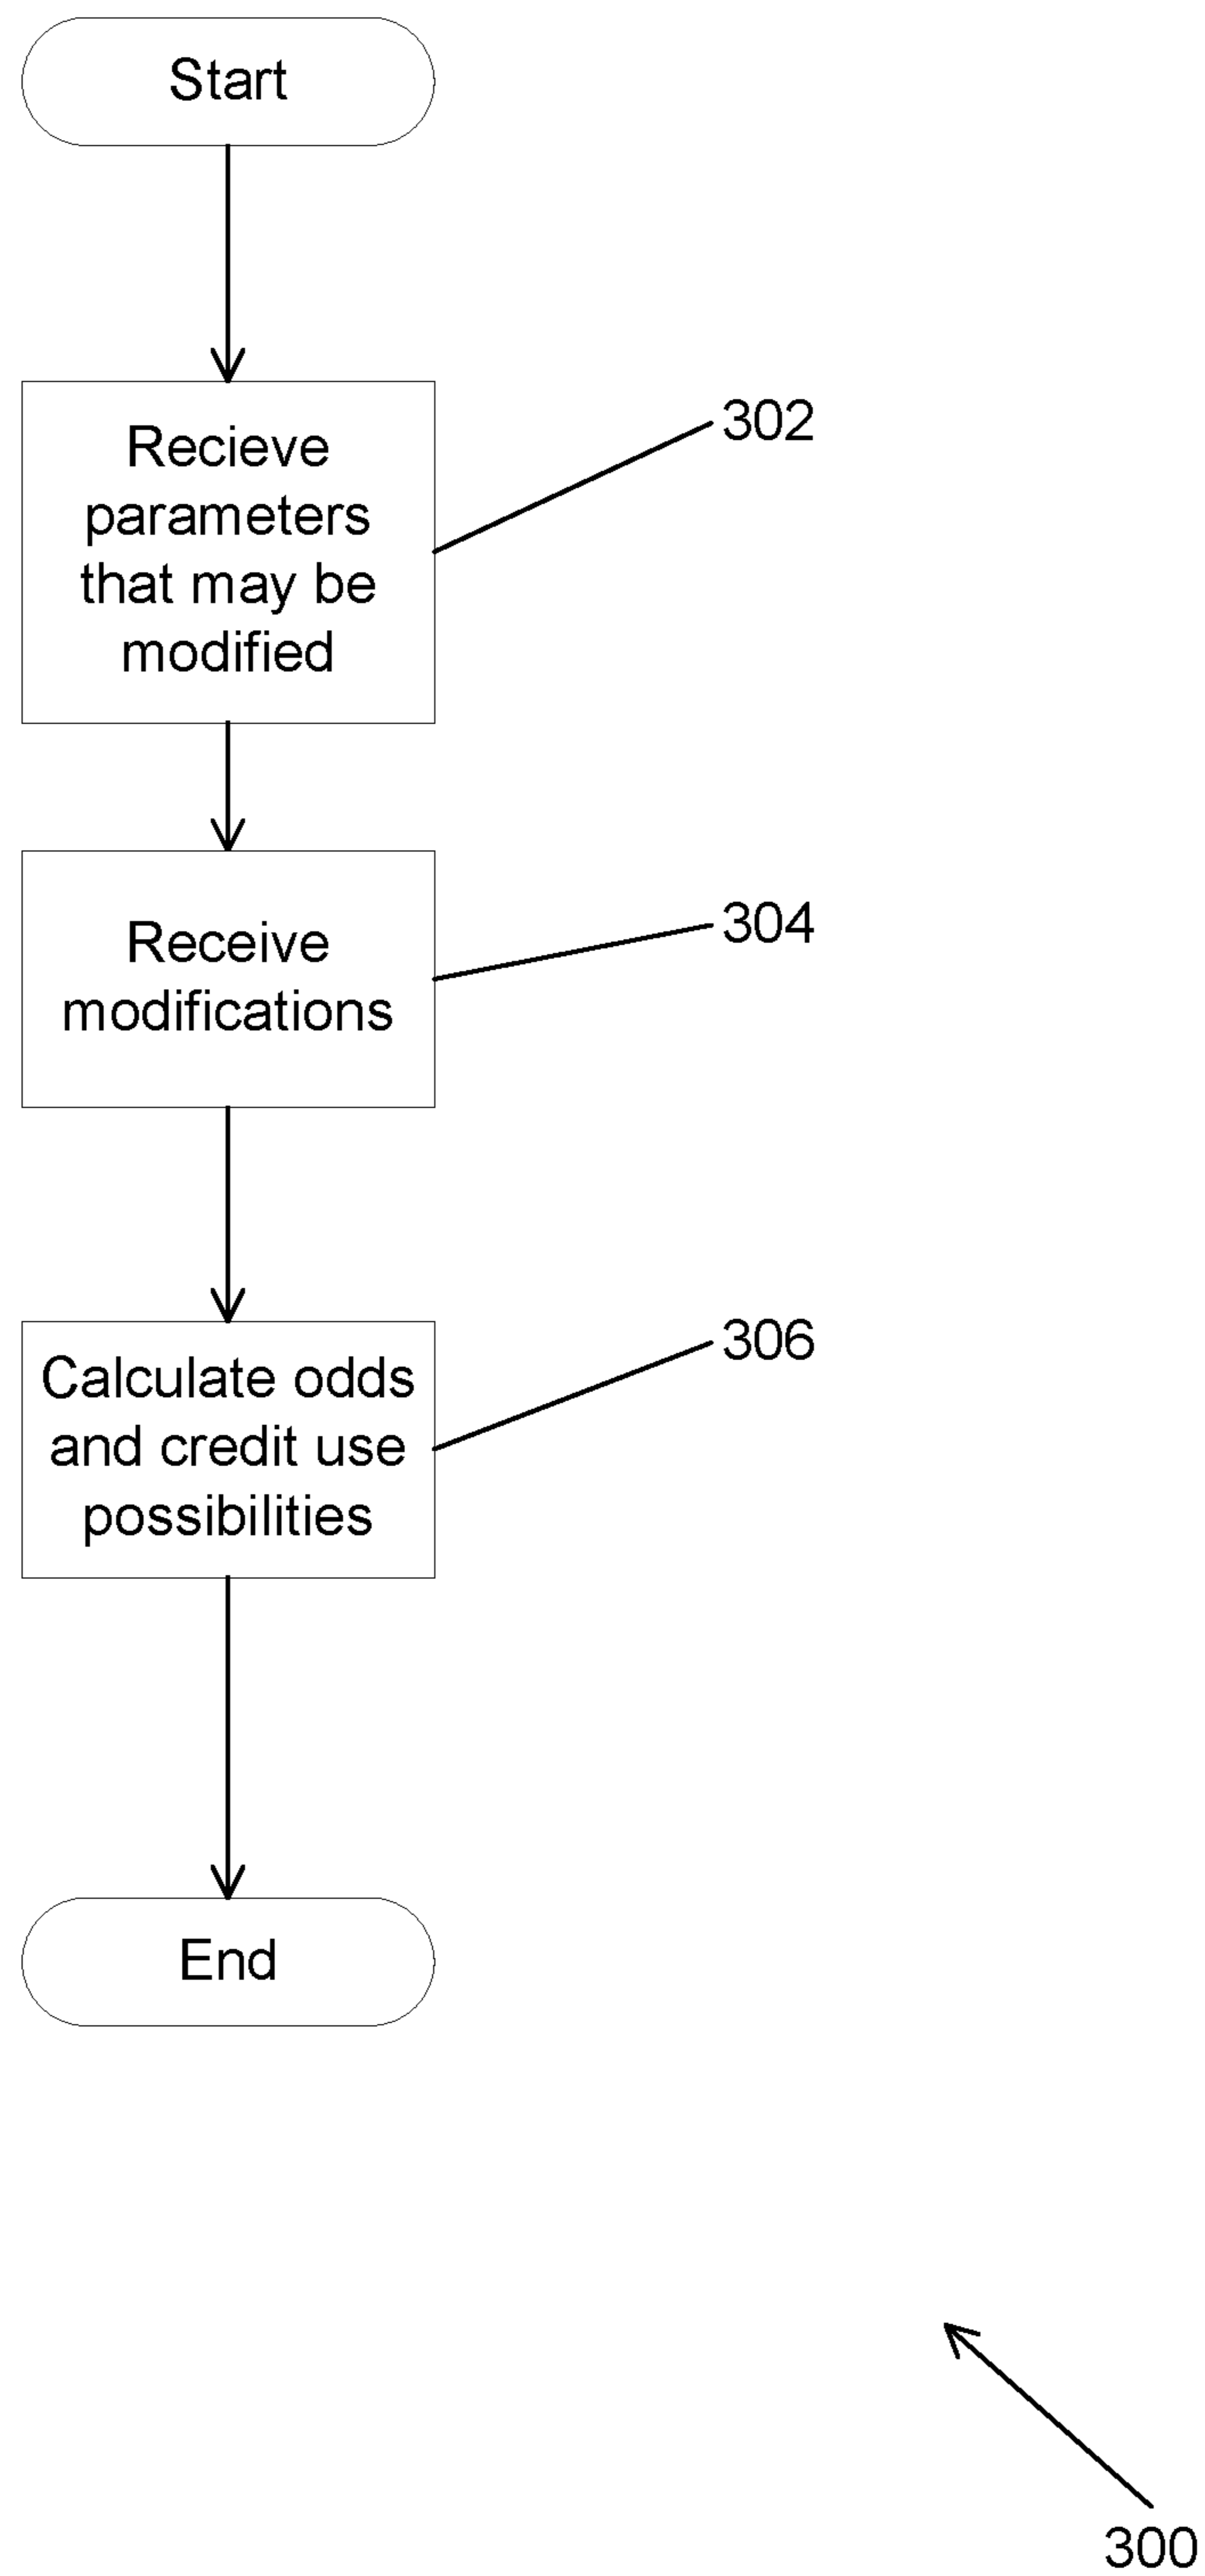 Start
Recieve
parameters
that may be
modified
302
Receive
modifications
304
Calculate odds
and credit use
possibilities
306
End
300